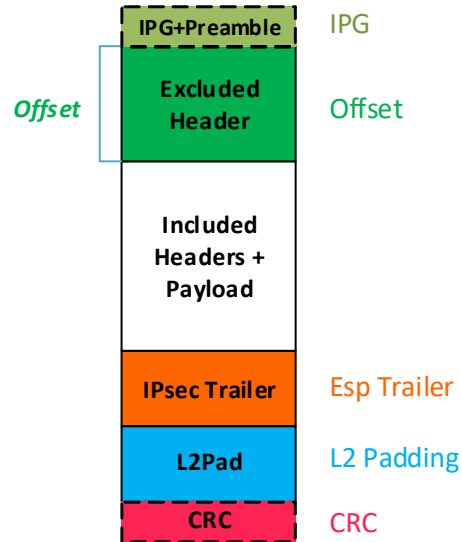 IPG+Preamble
IPG
Offset
Excluded
Header
Offset
Included
Headers +
Payload
IPsec Trailer
Esp Trailer
L2Pad
L2 Padding
CRC
CRC